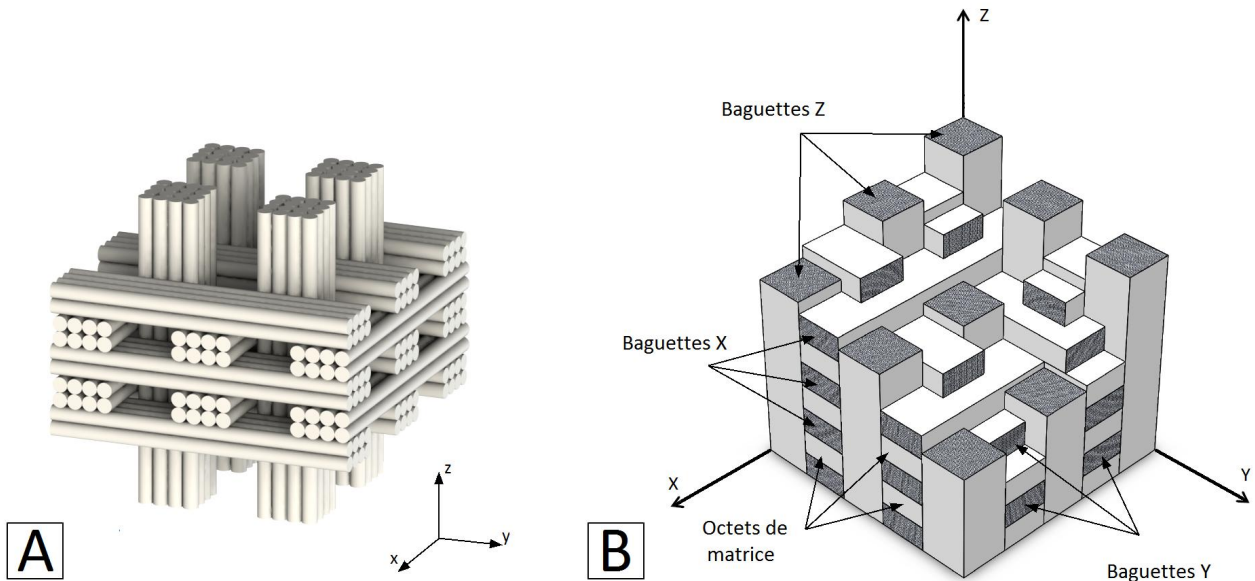 Z
Baguettes Z
Baguettes X
X
Y
Octets de
matrice
Baguettes Y
z
y
x
A
B